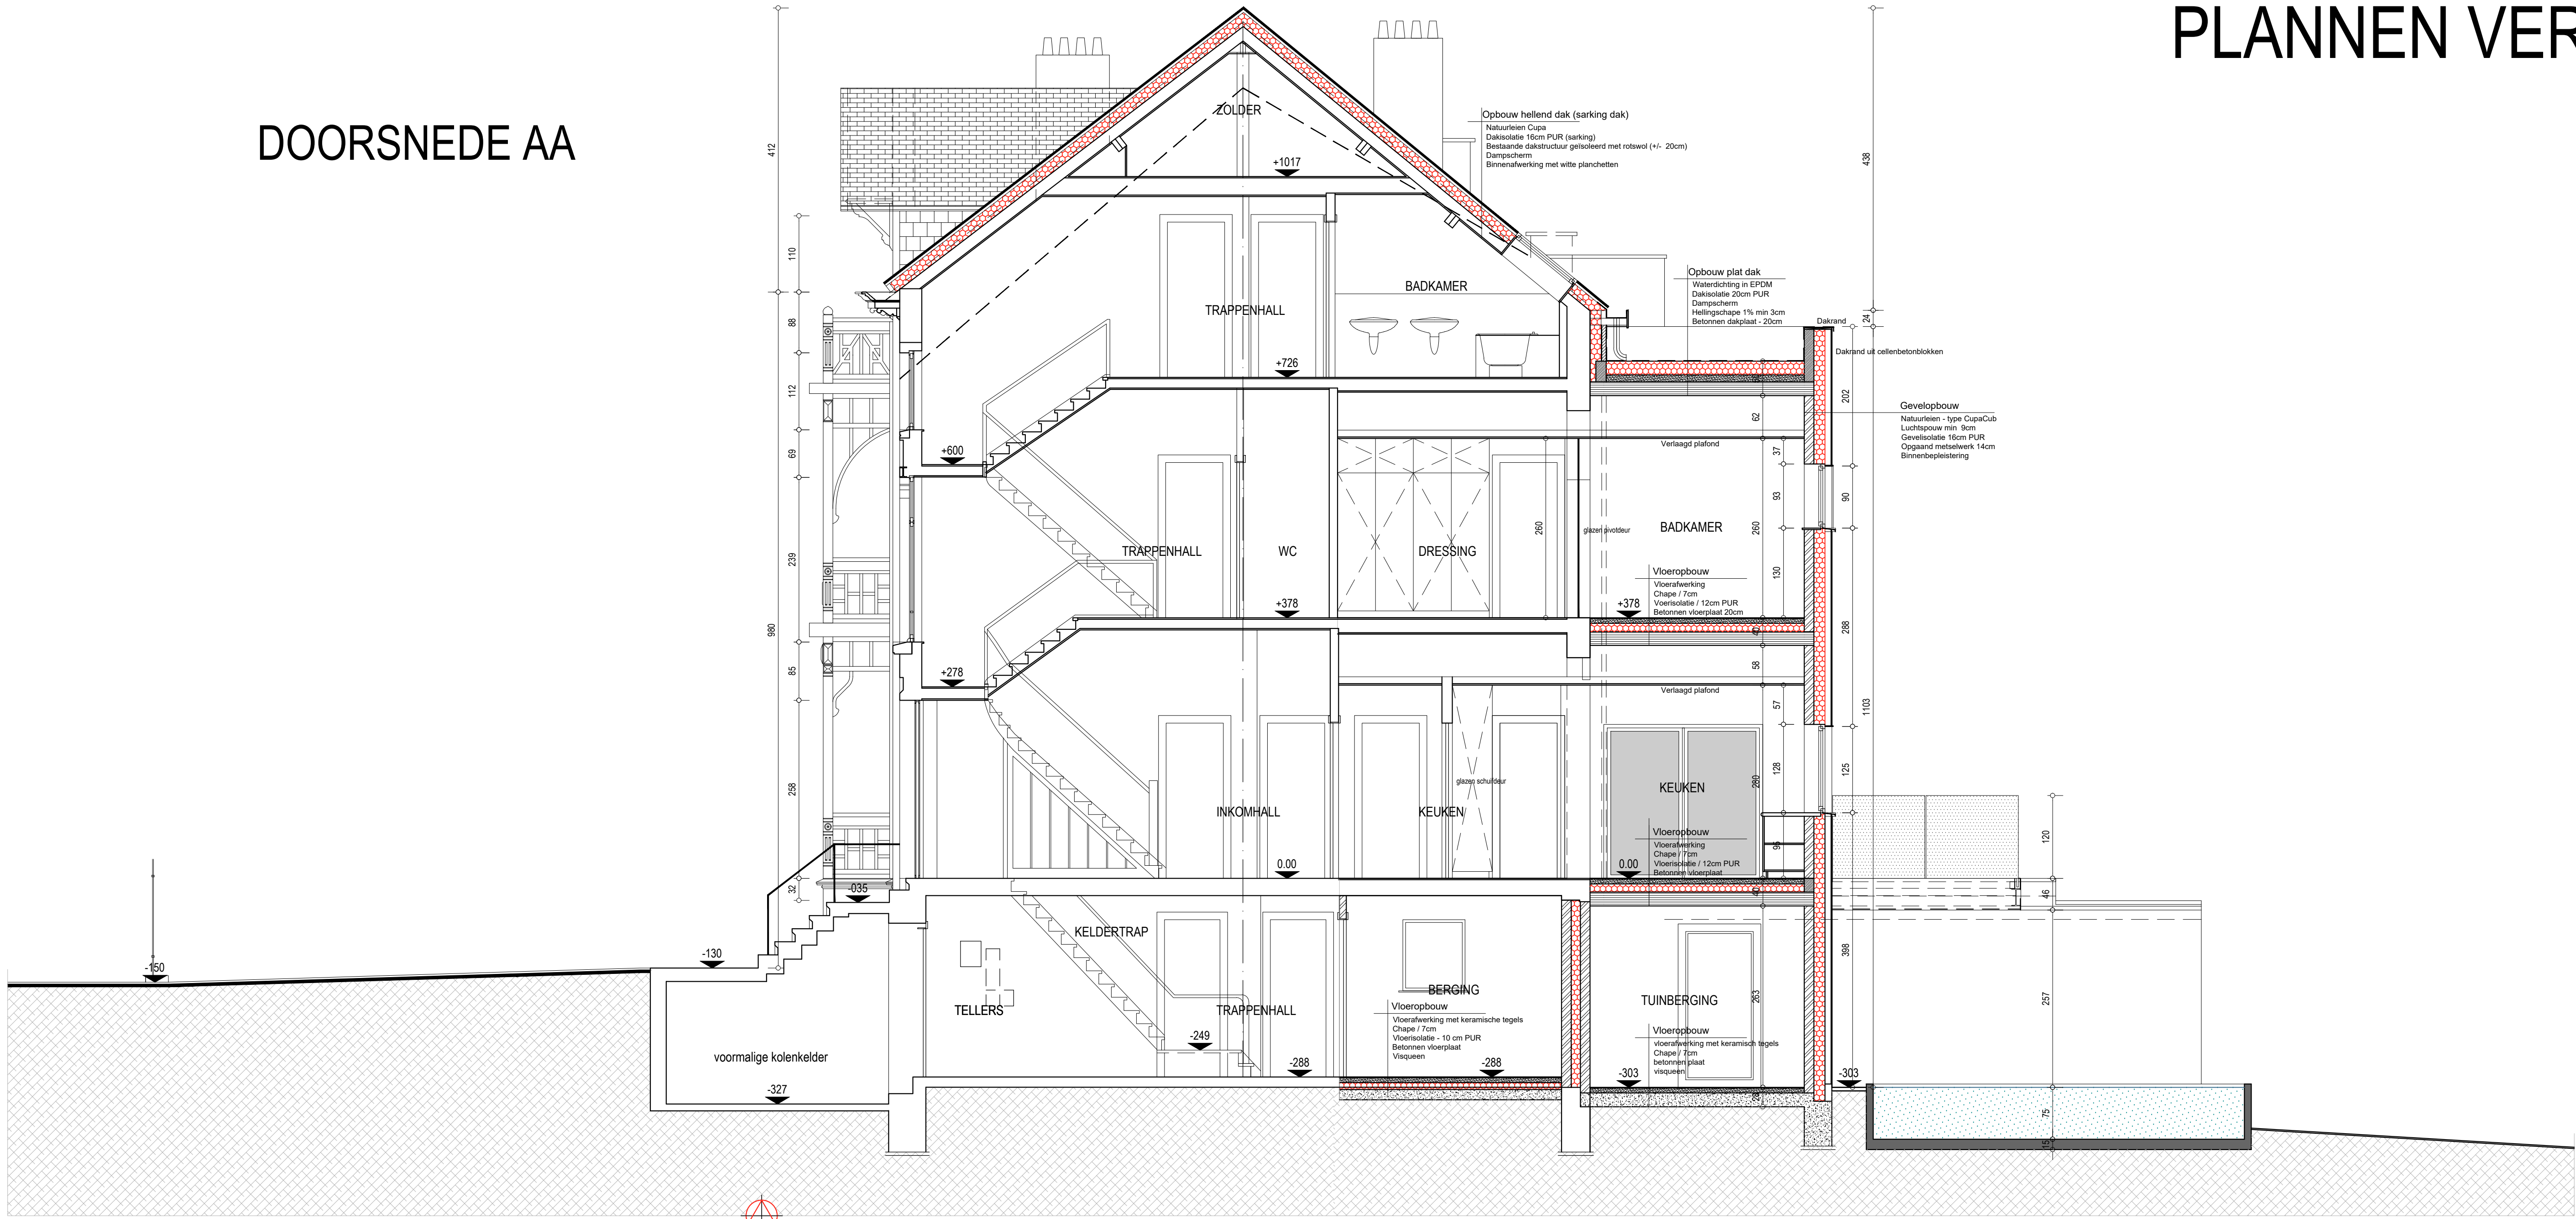 PLANNEN VER
DOORSNEDE AA
412
110
88
112
69
239
980
85
258
32
ZOLDER
+1017
Opbouw hellend dak (sarking dak)
Natuurleien Cupa
Dakisolatie 16cm PUR (sarking)
Bestaande dakstructuur geïsoleerd met rotswol (+/- 20cm)
Dampscherm
Binnenafwerking met witte planchetten
438
24
TRAPPENHALL
BADKAMER
+726
Opbouw plat dak
Waterdichting in EPDM
Dakisolatie 20cm PUR
Dampscherm
Hellingschape 1% min 3cm
Betonnen dakplaat - 20cm
Dakrand
Dakrand uit cellenbetonblokken
202
62
Gevelopbouw
Natuurleien - type CupaCub
Luchtspouw min 9cm
Gevelisolatie 16cm PUR
Opgaand metselwerk 14cm
Binnenbepleistering
+600
Verlaagd plafond
37
93
90
TRAPPENHALL
WC
260
DRESSING
glazen pivotdeur
BADKAMER
260
130
Vloeropbouw
Vloerafwerking
Chape / 7cm
Voerisolatie / 12cm PUR
Betonnen vloerplaat 20cm
+378
+378
40
288
58
+278
Verlaagd plafond
57
1103
128
125
280
glazen schuifdeur
INKOMHALL
KEUKEN
KEUKEN
Vloeropbouw
Vloerafwerking
Chape / 7cm
Vloerisolatie / 12cm PUR
Betonnen vloerplaat
95
0.00
0.00
120
46
40
-035
398
KELDERTRAP
-130
-150
TELLERS
TRAPPENHALL
BERGING
Vloeropbouw
Vloerafwerking met keramische tegels
Chape / 7cm
Vloerisolatie - 10 cm PUR
Betonnen vloerplaat
Visqueen
TUINBERGING
263
257
Vloeropbouw
vloerafwerking met keramisch tegels
Chape / 7cm
betonnen plaat
visqueen
-249
voormalige kolenkelder
-288
-288
-303
-303
-327
28
75
15